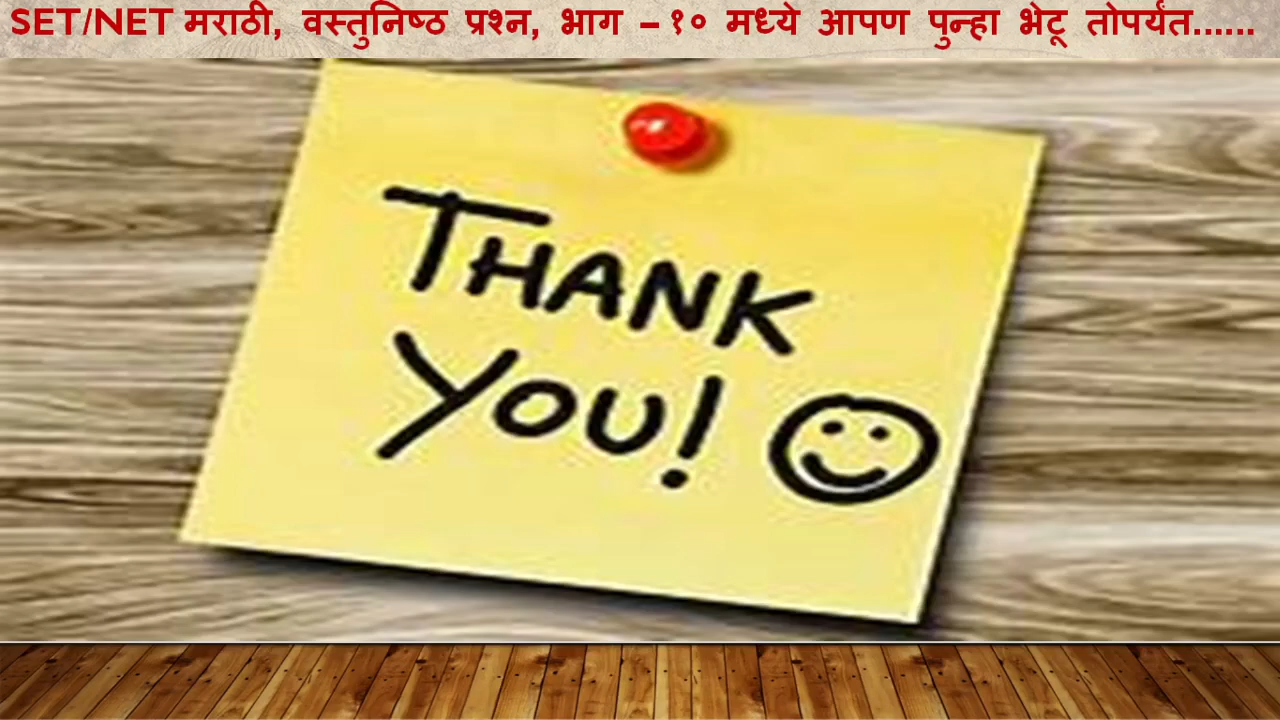 SET/NET मराठी, वस्तुनिष्ठ प्रश्न, भाग – १० मध्ये आपण पुन्हा भेटू तोपर्यंत......
THANK
YOU!